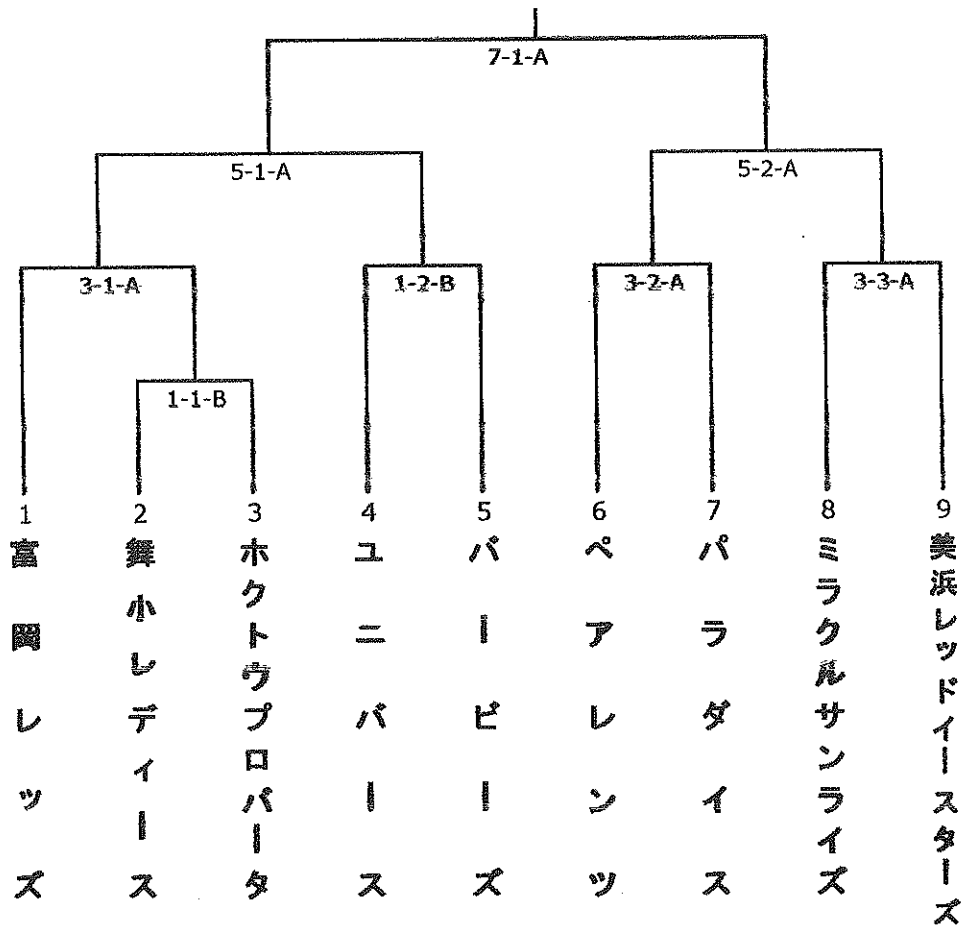 7-1-A
5-1-A
5-2-A
3-1-A
1-2-B
3-2-A
3-3-A
1-1-B
1
2
3
4
5
6
7
8
9
富岡レッズ
舞小レディース
ホクトウプロバータ
ユニバース
バービーズ
ペアレンツ
パラダイス
ミラクルサンライズ
美浜レッドイースターズ